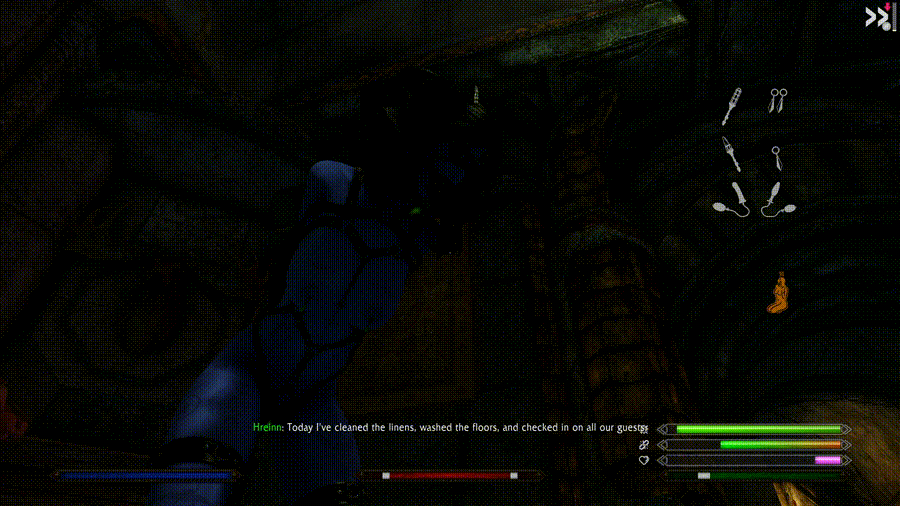 Hreinn: Today I've cleaned the linens, washed the floors, and checked in on all our guests.